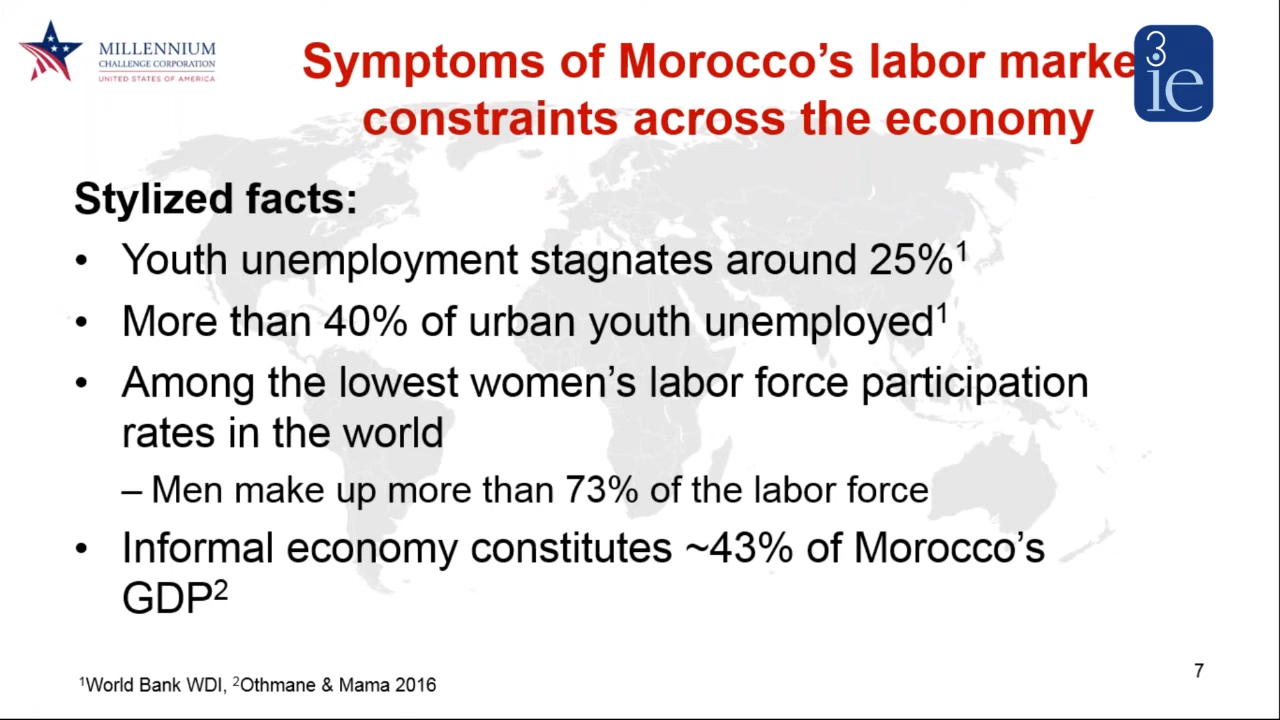 MILLENNIUM
CHALLENGE CORPORATION
UNITED STATES OF AMERICA
Symptoms of Morocco's labor marke
constraints across the economy
3ie
Stylized facts:
• Youth unemployment stagnates around 25%¹
• More than 40% of urban youth unemployed¹
• Among the lowest women's labor force participation
rates in the world
– Men make up more than 73% of the labor force
• Informal economy constitutes ~43% of Morocco's
GDP²
¹World Bank WDI, ²Othmane & Mama 2016
7